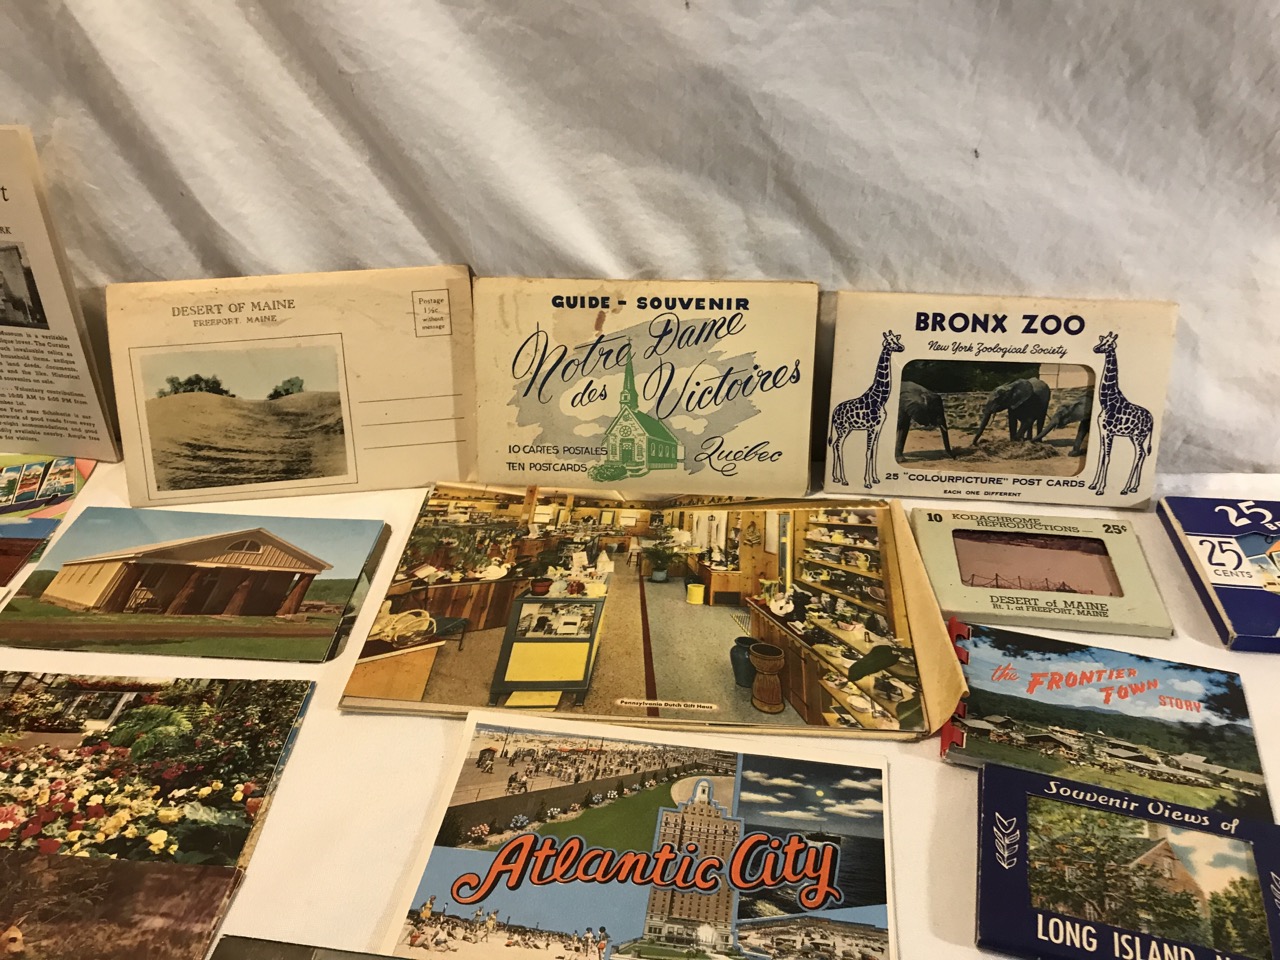 t
RK
DESERT OF MAINE
FREEPORT, MAINE
Postage
1½c
without
message
GUIDE - SOUVENIR
Notre Dame
des Victoires
10 CARTES POSTALES
TEN POSTCARDS
Québec
BRONX ZOO
New York Zoological Society
25 "COLOURPICTURE" POST CARDS
EACH ONE DIFFERENT
Pennsylvania Dutch Gift Haus
10 KODACHROME REPRODUCTIONS 25¢
DESERT of MAINE
Rt. 1, at FREEPORT, MAINE
25
25
CENTS
the FRONTIER
TOWN STORY
Atlantic City
Souvenir Views of
LONG ISLAND